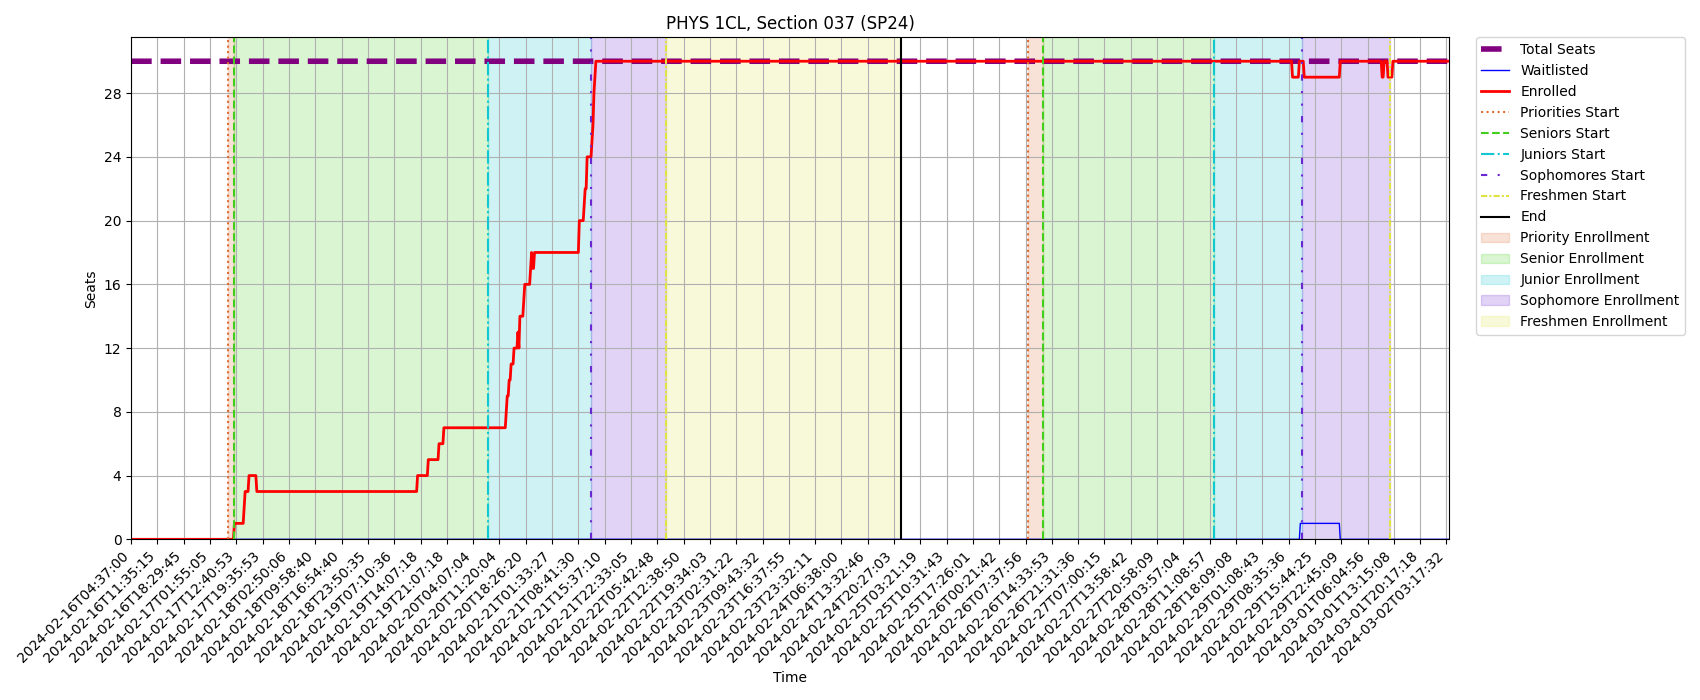 PHYS 1CL, Section 037 (SP24)
Total Seats
Waitlisted
Enrolled
Priorities Start
Seniors Start
Juniors Start
Sophomores Start
Freshmen Start
End
Priority Enrollment
Senior Enrollment
Junior Enrollment
Sophomore Enrollment
Freshmen Enrollment
Seats
28
24
20
16
12
8
4
0
2024-02-16T04:37:00
2024-02-16T11:35:15
2024-02-16T18:29:45
2024-02-17T01:55:05
2024-02-17T12:40:53
2024-02-17T19:35:53
2024-02-18T02:50:06
2024-02-18T09:58:40
2024-02-18T16:54:40
2024-02-18T23:50:35
2024-02-19T07:10:36
2024-02-19T14:07:18
2024-02-19T21:07:18
2024-02-20T04:07:04
2024-02-20T11:20:04
2024-02-20T18:26:20
2024-02-21T01:33:27
2024-02-21T08:41:30
2024-02-21T15:37:10
2024-02-21T22:33:05
2024-02-22T05:42:48
2024-02-22T12:38:50
2024-02-22T19:34:03
2024-02-23T02:31:22
2024-02-23T09:43:32
2024-02-23T16:37:55
2024-02-23T23:32:11
2024-02-24T06:38:00
2024-02-24T13:32:46
2024-02-24T20:27:03
2024-02-25T03:21:19
2024-02-25T10:31:43
2024-02-25T17:26:01
2024-02-26T00:21:42
2024-02-26T07:37:56
2024-02-26T14:33:53
2024-02-26T21:31:36
2024-02-27T07:00:15
2024-02-27T13:58:42
2024-02-27T20:58:09
2024-02-28T03:57:04
2024-02-28T11:08:57
2024-02-28T18:09:08
2024-02-29T01:08:43
2024-02-29T08:35:36
2024-02-29T15:44:25
2024-02-29T22:45:09
2024-03-01T06:04:56
2024-03-01T13:15:08
2024-03-01T20:17:18
2024-03-02T03:17:32
Time